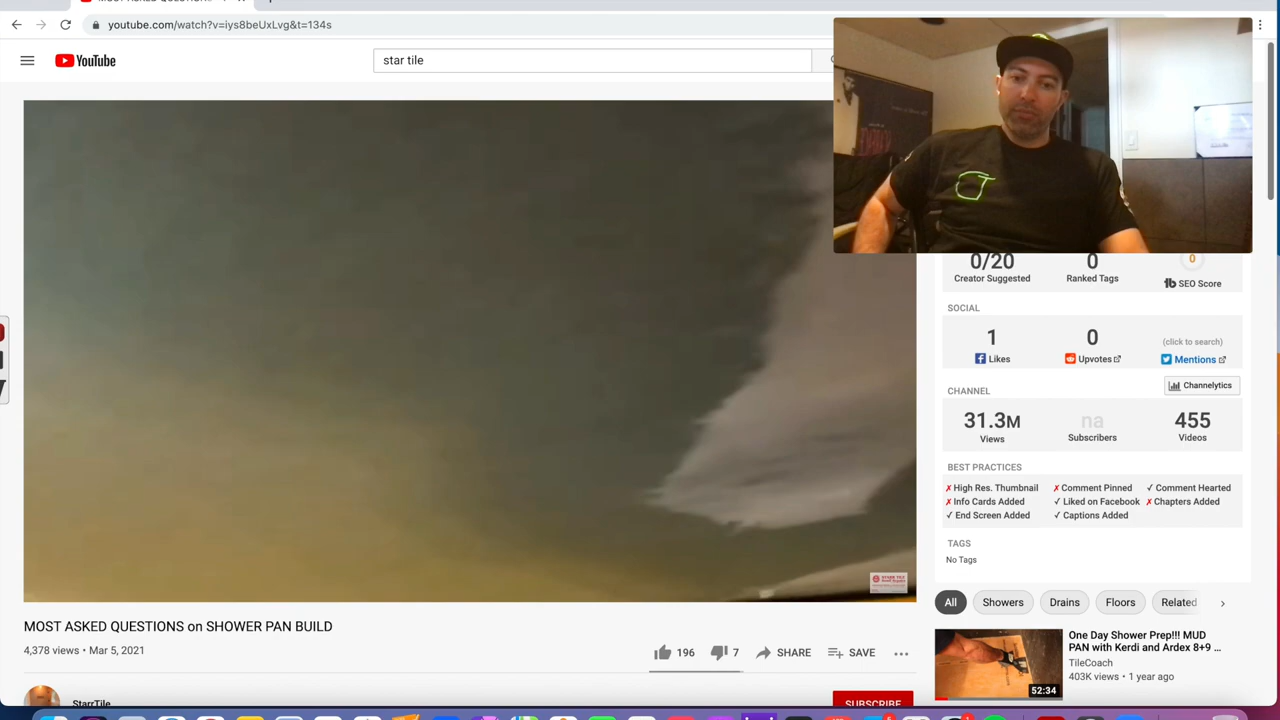 youtube.com/watch?v=iys8beUxLvg&t=134s
YouTube
star tile
0/20
Creator Suggested
0
Ranked Tags
0
tb SEO Score
SOCIAL
1
Likes
0
Upvotes
(click to search)
Mentions
Channelytics
CHANNEL
31.3M
Views
na
Subscribers
455
Videos
BEST PRACTICES
✗ High Res. Thumbnail
✗ Comment Pinned
✓ Comment Hearted
✗ Info Cards Added
✓ Liked on Facebook
✗ Chapters Added
✓ End Screen Added
✓ Captions Added
TAGS
No Tags
All
Showers
Drains
Floors
Related
MOST ASKED QUESTIONS on SHOWER PAN BUILD
4,378 views • Mar 5, 2021
196
7
SHARE
SAVE
One Day Shower Prep!!! MUD
PAN with Kerdi and Ardex 8+9 ...
TileCoach
403K views • 1 year ago
52:34
StarrTile
SUBSCRIBE